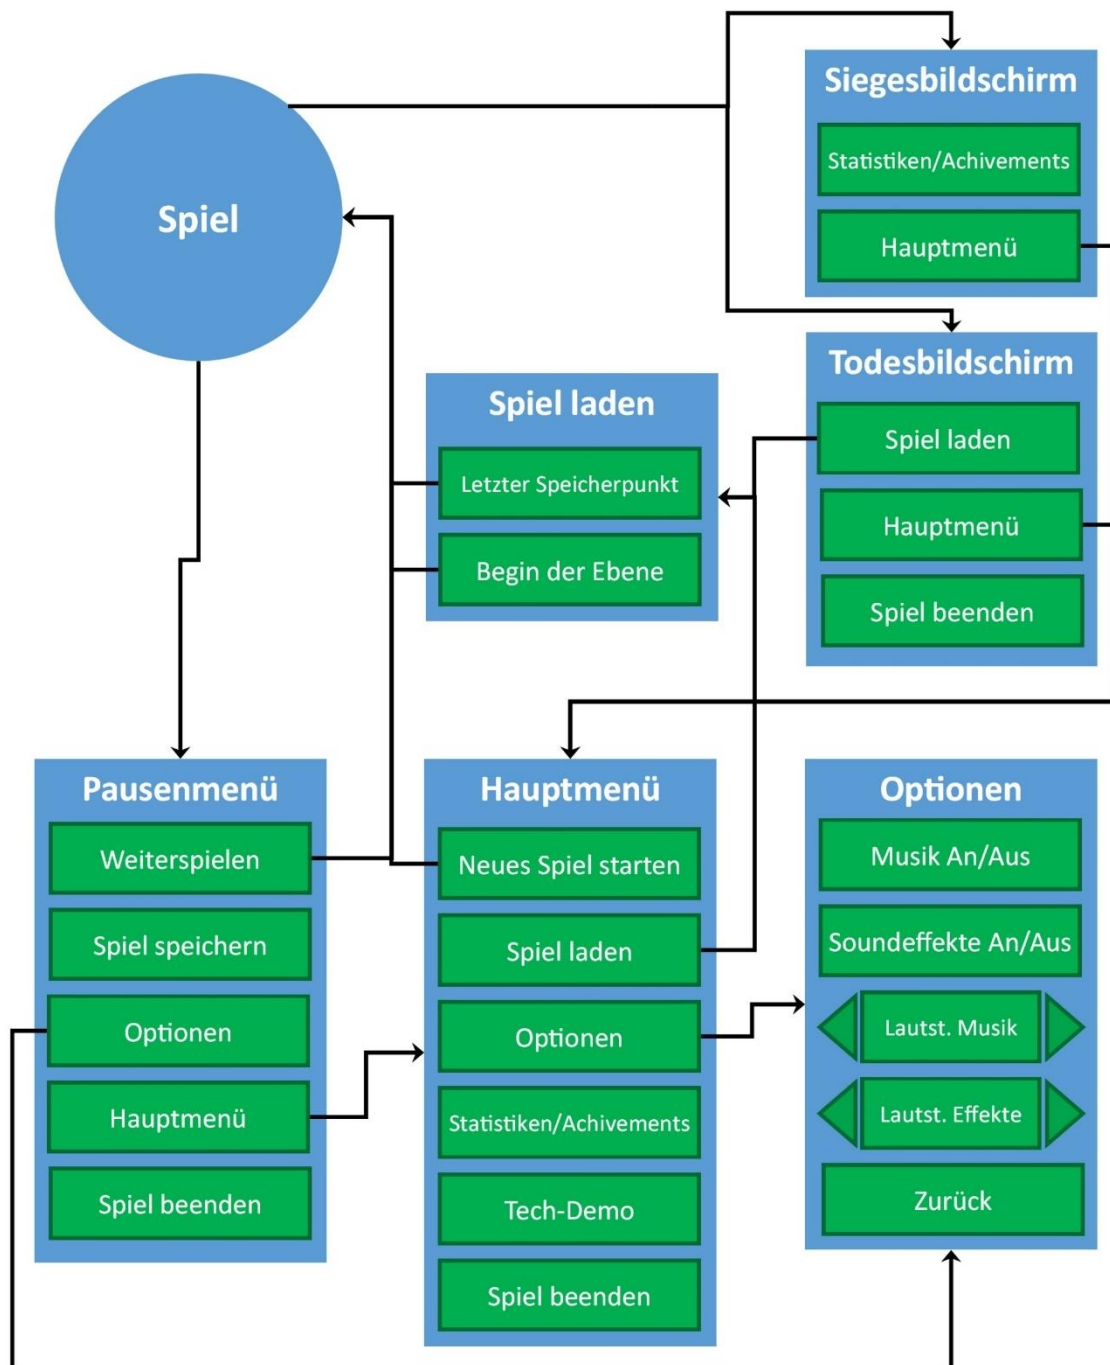 Siegesbildschirm
Statistiken/Achivements
Hauptmenü
Spiel
Todesbildschirm
Spiel laden
Hauptmenü
Spiel beenden
Spiel laden
Letzter Speicherpunkt
Begin der Ebene
Pausenmenü
Weiterspielen
Spiel speichern
Optionen
Hauptmenü
Spiel beenden
Hauptmenü
Neues Spiel starten
Spiel laden
Optionen
Statistiken/Achivements
Tech-Demo
Spiel beenden
Optionen
Musik An/Aus
Soundeffekte An/Aus
Lautst. Musik
Lautst. Effekte
Zurück